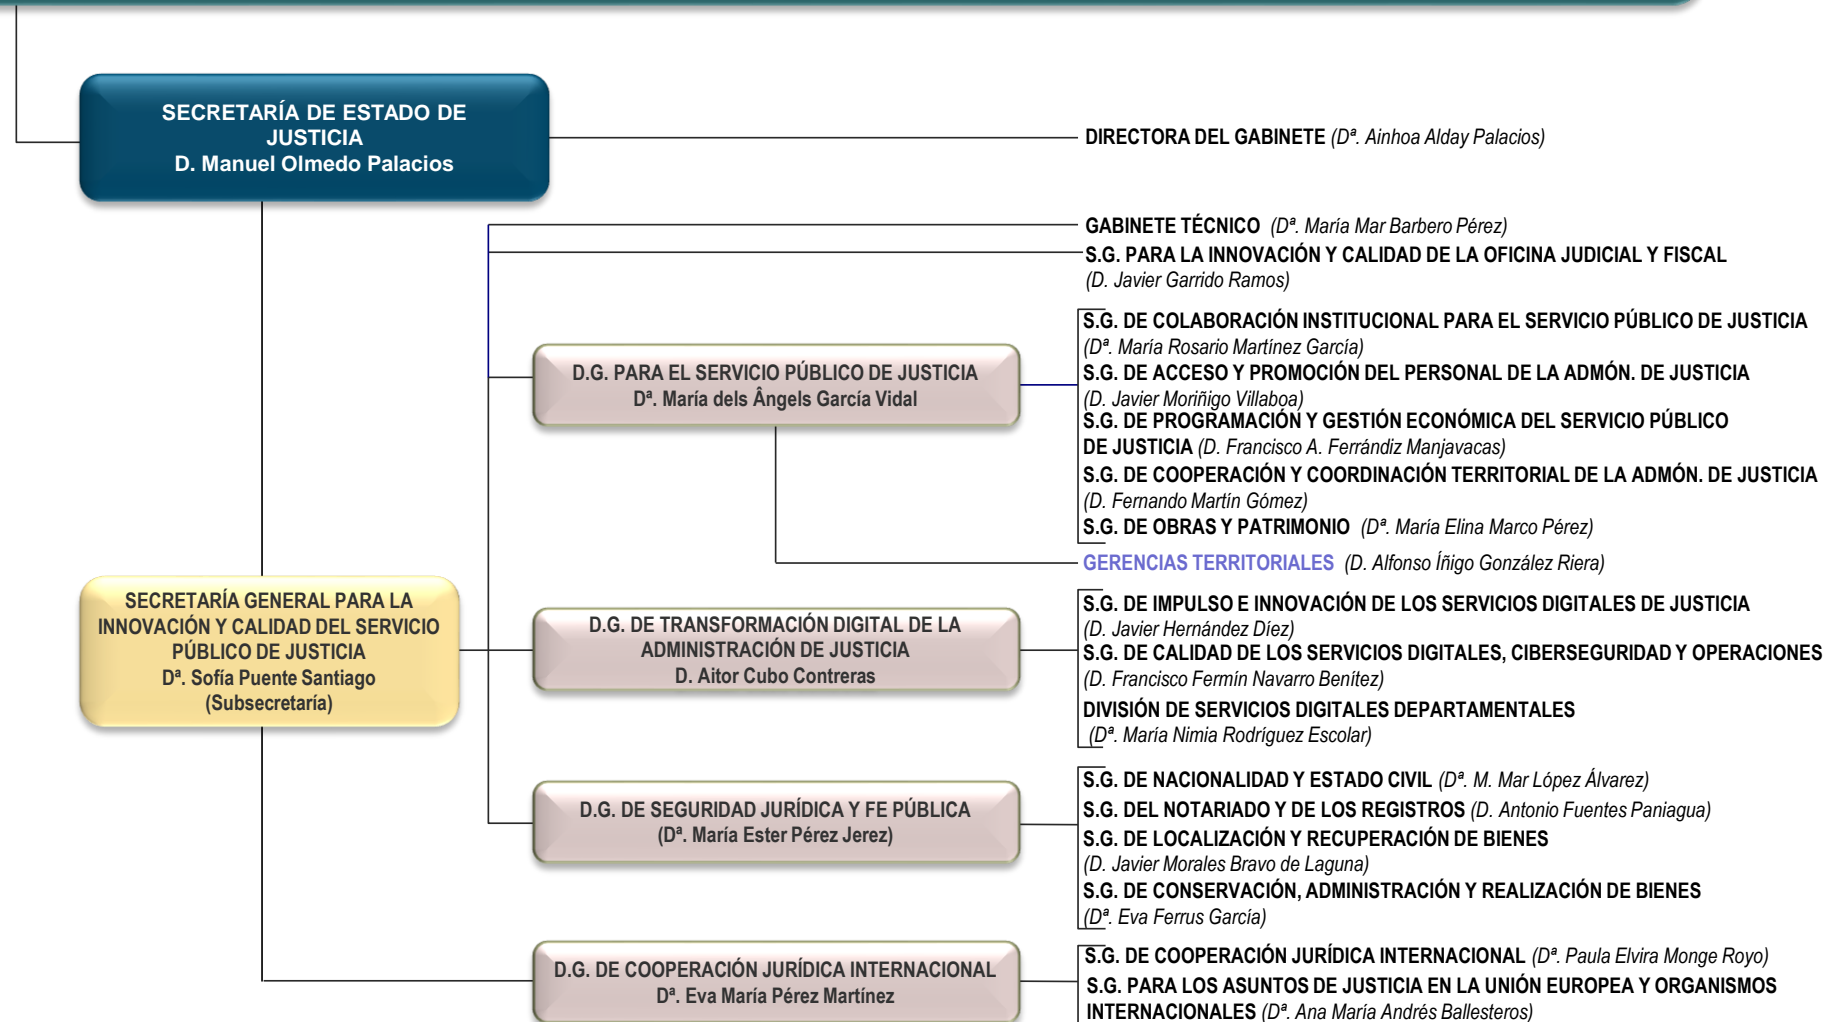 SECRETARÍA DE ESTADO DE
JUSTICIA
D. Manuel Olmedo Palacios
DIRECTORA DEL GABINETE (Dª. Ainhoa Alday Palacios)
GABINETE TÉCNICO (Dª. María Mar Barbero Pérez)
S.G. PARA LA INNOVACIÓN Y CALIDAD DE LA OFICINA JUDICIAL Y FISCAL
(D. Javier Garrido Ramos)
D.G. PARA EL SERVICIO PÚBLICO DE JUSTICIA
Dª. María dels Ângels García Vidal
S.G. DE COLABORACIÓN INSTITUCIONAL PARA EL SERVICIO PÚBLICO DE JUSTICIA
(Dª. María Rosario Martínez García)
S.G. DE ACCESO Y PROMOCIÓN DEL PERSONAL DE LA ADMÓN. DE JUSTICIA
(D. Javier Moriñigo Villaboa)
S.G. DE PROGRAMACIÓN Y GESTIÓN ECONÓMICA DEL SERVICIO PÚBLICO
DE JUSTICIA (D. Francisco A. Ferrándiz Manjavacas)
S.G. DE COOPERACIÓN Y COORDINACIÓN TERRITORIAL DE LA ADMÓN. DE JUSTICIA
(D. Fernando Martín Gómez)
S.G. DE OBRAS Y PATRIMONIO (Dª. María Elina Marco Pérez)
GERENCIAS TERRITORIALES (D. Alfonso Íñigo González Riera)
SECRETARÍA GENERAL PARA LA
INNOVACIÓN Y CALIDAD DEL SERVICIO
PÚBLICO DE JUSTICIA
Dª. Sofía Puente Santiago
(Subsecretaría)
D.G. DE TRANSFORMACIÓN DIGITAL DE LA
ADMINISTRACIÓN DE JUSTICIA
D. Aitor Cubo Contreras
S.G. DE IMPULSO E INNOVACIÓN DE LOS SERVICIOS DIGITALES DE JUSTICIA
(D. Javier Hernández Díez)
S.G. DE CALIDAD DE LOS SERVICIOS DIGITALES, CIBERSEGURIDAD Y OPERACIONES
(D. Francisco Fermín Navarro Benítez)
DIVISIÓN DE SERVICIOS DIGITALES DEPARTAMENTALES
(Dª. María Nimia Rodríguez Escolar)
D.G. DE SEGURIDAD JURÍDICA Y FE PÚBLICA
(Dª. María Ester Pérez Jerez)
S.G. DE NACIONALIDAD Y ESTADO CIVIL (Dª. M. Mar López Álvarez)
S.G. DEL NOTARIADO Y DE LOS REGISTROS (D. Antonio Fuentes Paniagua)
S.G. DE LOCALIZACIÓN Y RECUPERACIÓN DE BIENES
(D. Javier Morales Bravo de Laguna)
S.G. DE CONSERVACIÓN, ADMINISTRACIÓN Y REALIZACIÓN DE BIENES
(Dª. Eva Ferrus García)
D.G. DE COOPERACIÓN JURÍDICA INTERNACIONAL
Dª. Eva María Pérez Martínez
S.G. DE COOPERACIÓN JURÍDICA INTERNACIONAL (Dª. Paula Elvira Monge Royo)
S.G. PARA LOS ASUNTOS DE JUSTICIA EN LA UNIÓN EUROPEA Y ORGANISMOS
INTERNACIONALES (Dª. Ana María Andrés Ballesteros)